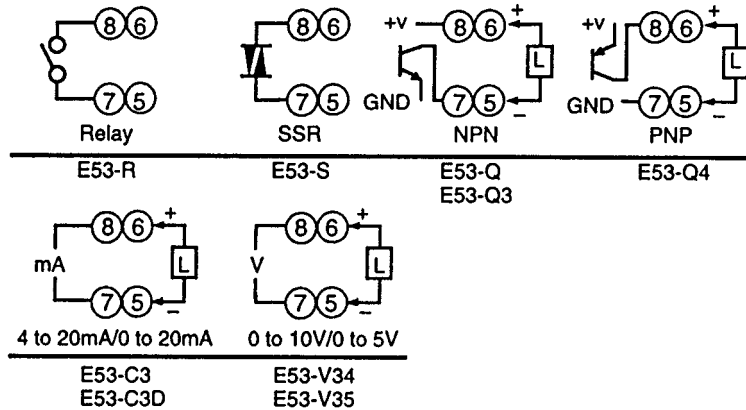 8 6
7 5
Relay
E53-R
8 6
7 5
SSR
E53-S
+v 8 6 +
L
GND 7 5 −
NPN
E53-Q
E53-Q3
+v 8 6 +
L
GND 7 5 −
PNP
E53-Q4
8 6 +
mA L
7 5 −
4 to 20mA/0 to 20mA
E53-C3
E53-C3D
8 6 +
V L
7 5 −
0 to 10V/0 to 5V
E53-V34
E53-V35